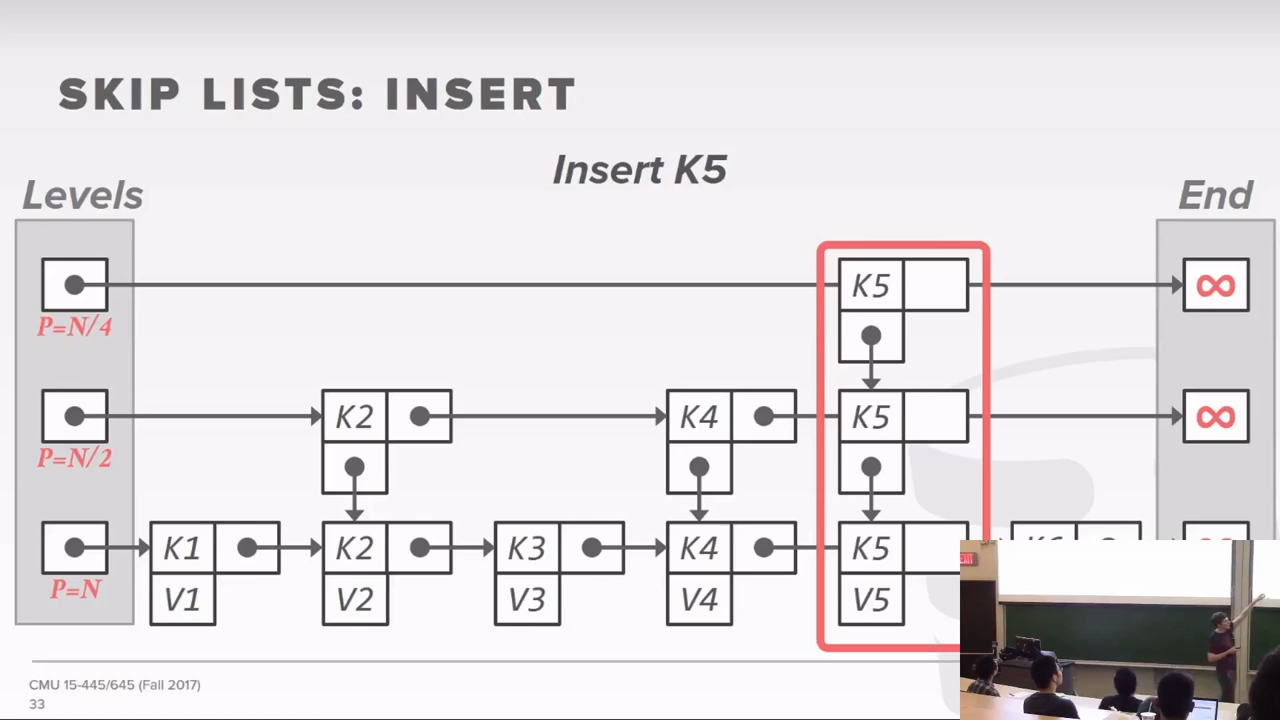 SKIP LISTS: INSERT
Insert K5
Levels
End
K5
∞
P=N/4
K2
K4
K5
∞
P=N/2
K1
K2
K3
K4
K5
P=N
V1
V2
V3
V4
V5
CMU 15-445/645 (Fall 2017)
33